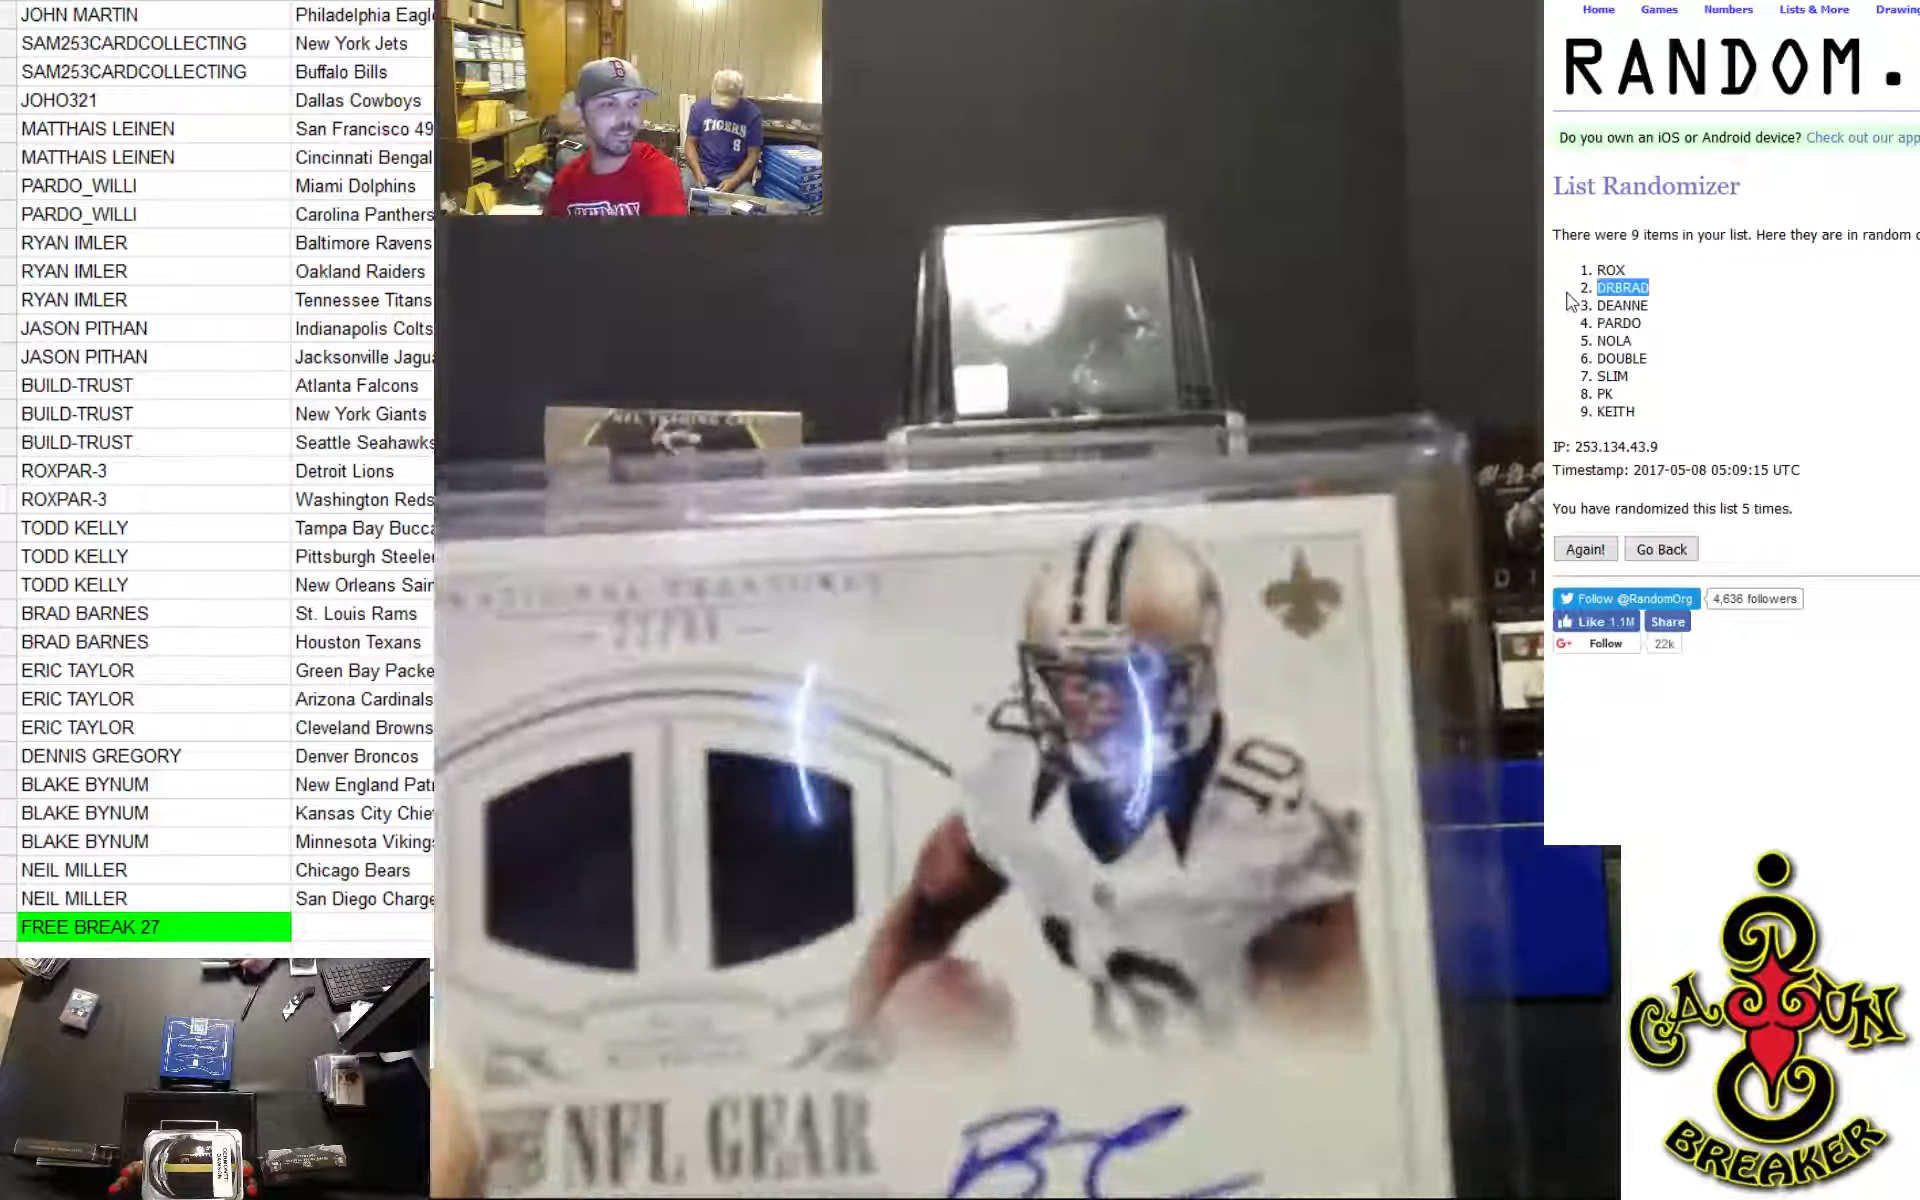 JOHN MARTIN Philadelphia Eagl
SAM253CARDCOLLECTING New York Jets
SAM253CARDCOLLECTING Buffalo Bills
JOHO321 Dallas Cowboys
MATTHAIS LEINEN San Francisco 49
MATTHAIS LEINEN Cincinnati Bengal
PARDO_WILLI Miami Dolphins
PARDO_WILLI Carolina Panthers
RYAN IMLER Baltimore Ravens
RYAN IMLER Oakland Raiders
RYAN IMLER Tennessee Titans
JASON PITHAN Indianapolis Colts
JASON PITHAN Jacksonville Jagu
BUILD-TRUST Atlanta Falcons
BUILD-TRUST New York Giants
BUILD-TRUST Seattle Seahawks
ROXPAR-3 Detroit Lions
ROXPAR-3 Washington Reds
TODD KELLY Tampa Bay Bucca
TODD KELLY Pittsburgh Steele
TODD KELLY New Orleans Sain
BRAD BARNES St. Louis Rams
BRAD BARNES Houston Texans
ERIC TAYLOR Green Bay Packe
ERIC TAYLOR Arizona Cardinals
ERIC TAYLOR Cleveland Browns
DENNIS GREGORY Denver Broncos
BLAKE BYNUM New England Patr
BLAKE BYNUM Kansas City Chief
BLAKE BYNUM Minnesota Viking
NEIL MILLER Chicago Bears
NEIL MILLER San Diego Charge
FREE BREAK 27
B
TIGERS
8
NATIONAL TREASURES
10
10
NFL GEAR
Home Games Numbers Lists & More Drawing
RANDOM.
Do you own an iOS or Android device? Check out our app
List Randomizer
There were 9 items in your list. Here they are in random o
1. ROX
2. DRBRAD
3. DEANNE
4. PARDO
5. NOLA
6. DOUBLE
7. SLIM
8. PK
9. KEITH
IP: 253.134.43.9
Timestamp: 2017-05-08 05:09:15 UTC
You have randomized this list 5 times.
Again! Go Back
Follow @RandomOrg 4,636 followers
Like 1.1M Share
G+ Follow 22k
CAJUN
BREAKER